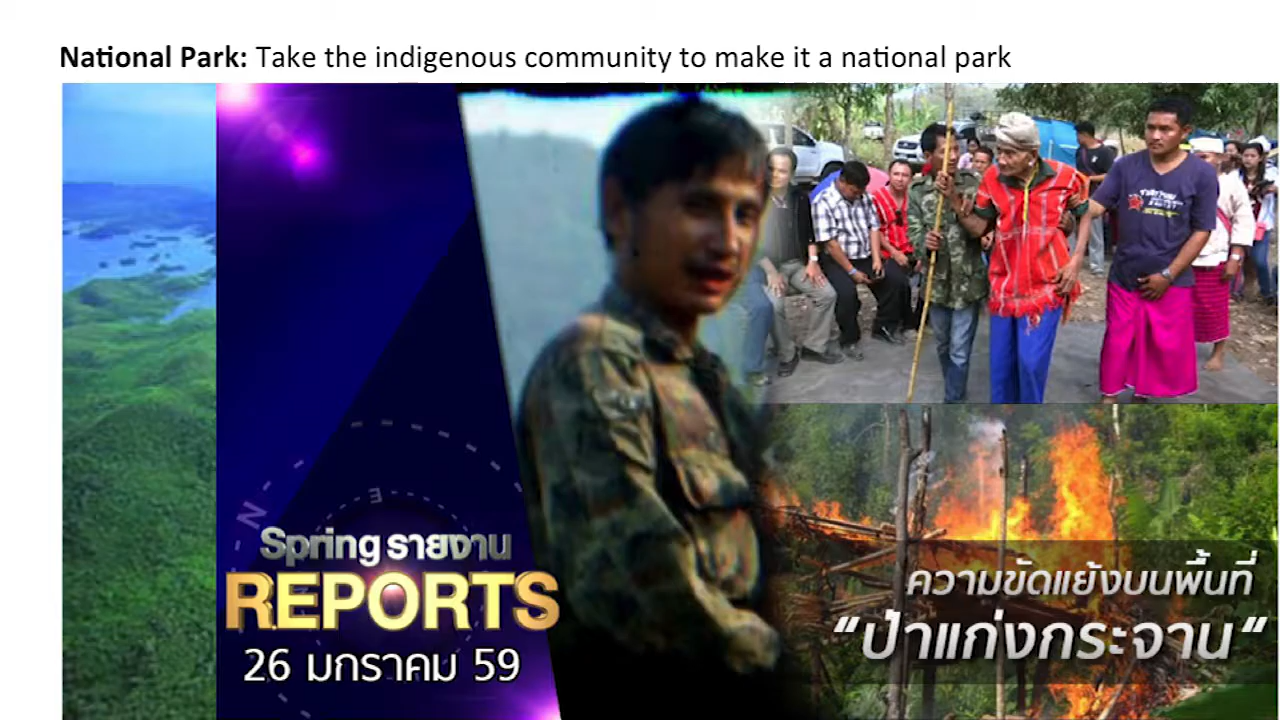 National Park: Take the indigenous community to make it a national park
N
E
Spring รายงาน
REPORTS
26 มกราคม 59
ความขัดแย้งบนพื้นที่
“ป่าแก่งกระจาน“